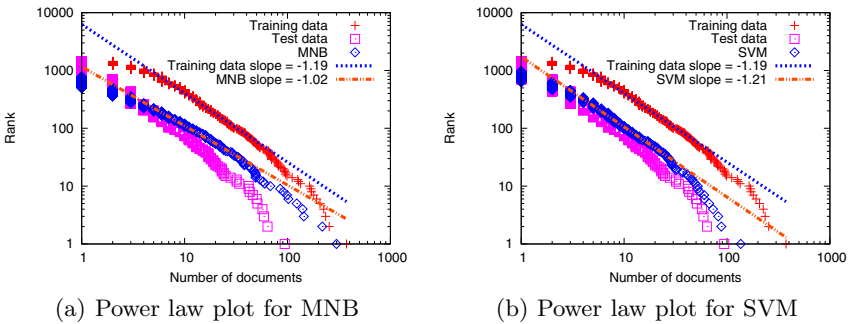 10000
1000
100
10
1
Rank
1
10
100
1000
Number of documents
Training data
Test data
MNB
Training data slope = -1.19
MNB slope = -1.02
(a) Power law plot for MNB
10000
1000
100
10
1
Rank
1
10
100
1000
Number of documents
Training data
Test data
SVM
Training data slope = -1.19
SVM slope = -1.21
(b) Power law plot for SVM